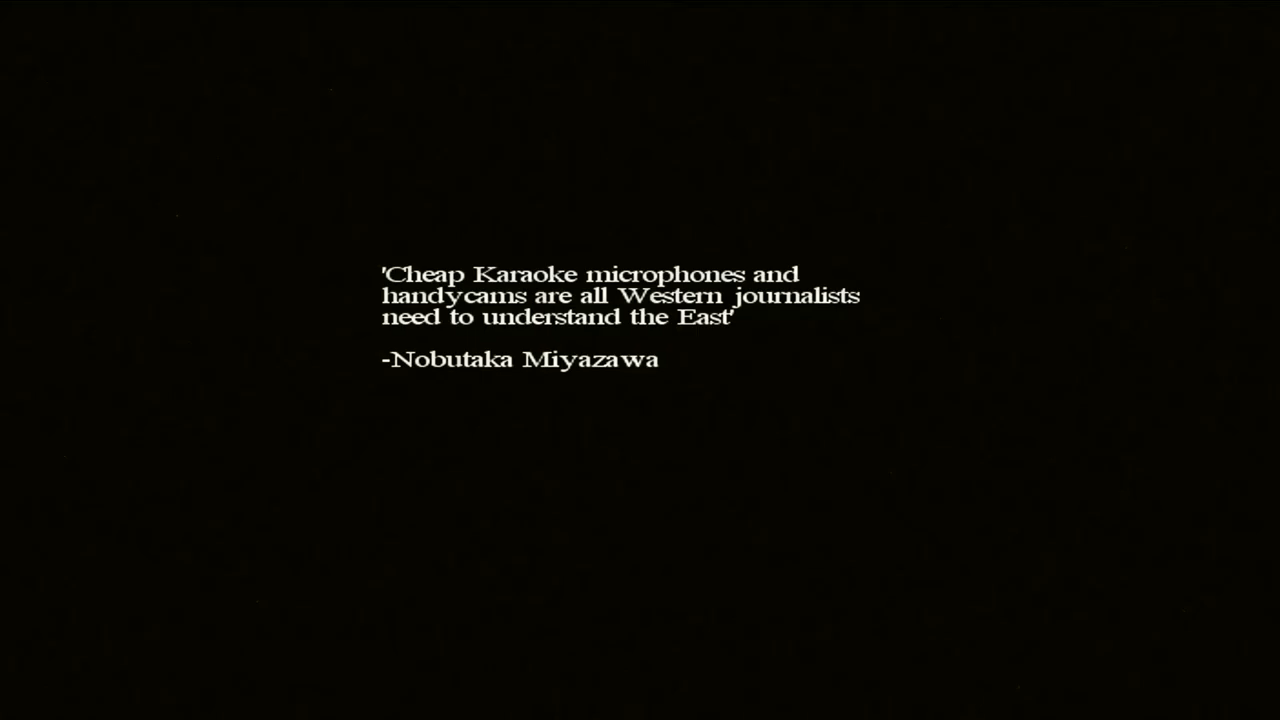 'Cheap Karaoke microphones and
handycams are all Western journalists
need to understand the East'
-Nobutaka Miyazawa